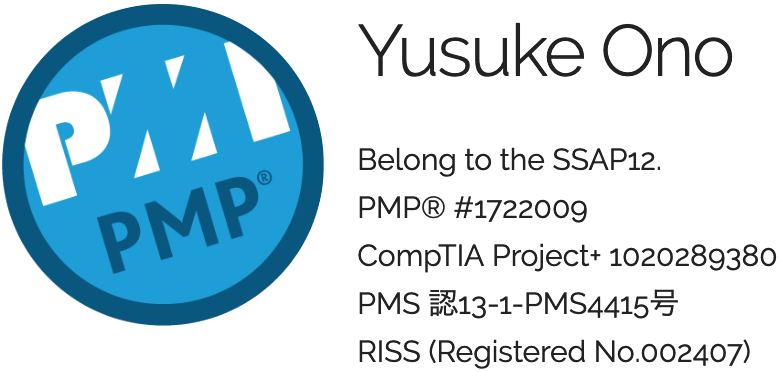 PMI
PMP®
Yusuke Ono
Belong to the SSAP12.
PMP® #1722009
CompTIA Project+ 1020289380
PMS 認13-1-PMS4415号
RISS (Registered No.002407)